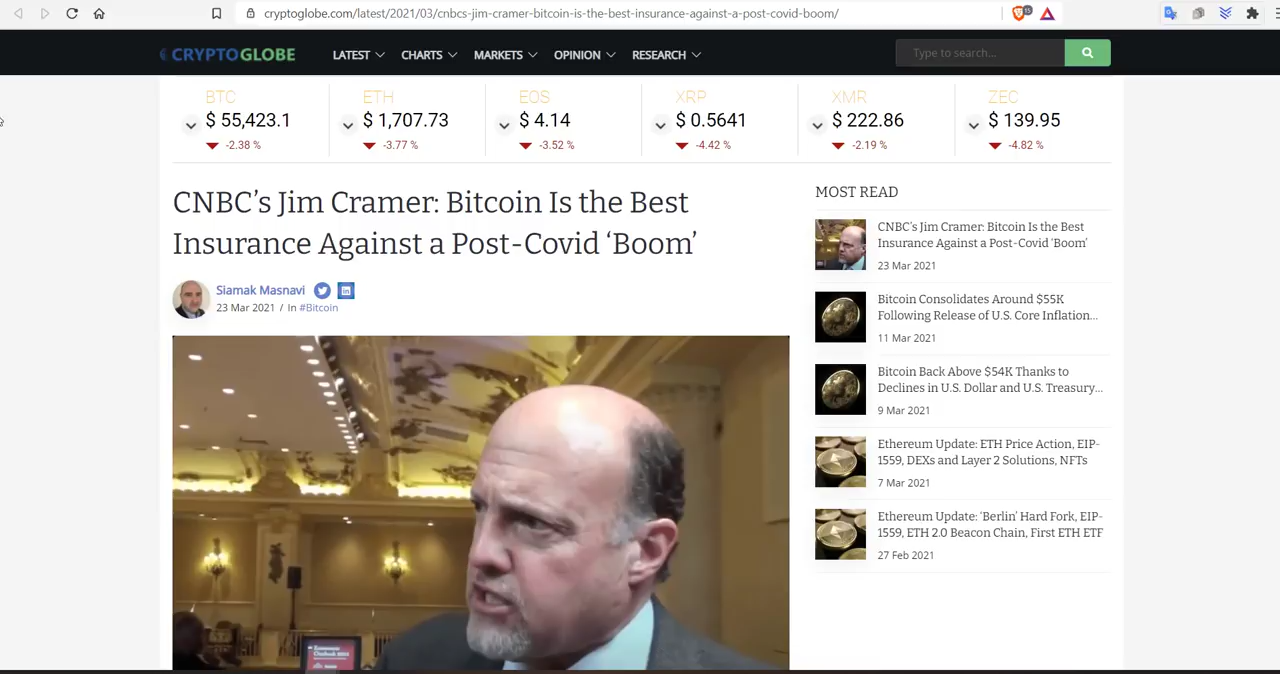 cryptoglobe.com/latest/2021/03/cnbcs-jim-cramer-bitcoin-is-the-best-insurance-against-a-post-covid-boom/
15
CRYPTOGLOBE
LATEST
CHARTS
MARKETS
OPINION
RESEARCH
Type to search...
BTC
$ 55,423.1
-2.38 %
ETH
$ 1,707.73
-3.77 %
EOS
$ 4.14
-3.52 %
XRP
$ 0.5641
-4.42 %
XMR
$ 222.86
-2.19 %
ZEC
$ 139.95
-4.82 %
CNBC’s Jim Cramer: Bitcoin Is the Best
Insurance Against a Post-Covid ‘Boom’
Siamak Masnavi
23 Mar 2021 / In #Bitcoin
MOST READ
CNBC’s Jim Cramer: Bitcoin Is the Best
Insurance Against a Post-Covid ‘Boom’
23 Mar 2021
Bitcoin Consolidates Around $55K
Following Release of U.S. Core Inflation...
11 Mar 2021
Bitcoin Back Above $54K Thanks to
Declines in U.S. Dollar and U.S. Treasury...
9 Mar 2021
Ethereum Update: ETH Price Action, EIP-
1559, DEXs and Layer 2 Solutions, NFTs
7 Mar 2021
Ethereum Update: ‘Berlin’ Hard Fork, EIP-
1559, ETH 2.0 Beacon Chain, First ETH ETF
27 Feb 2021